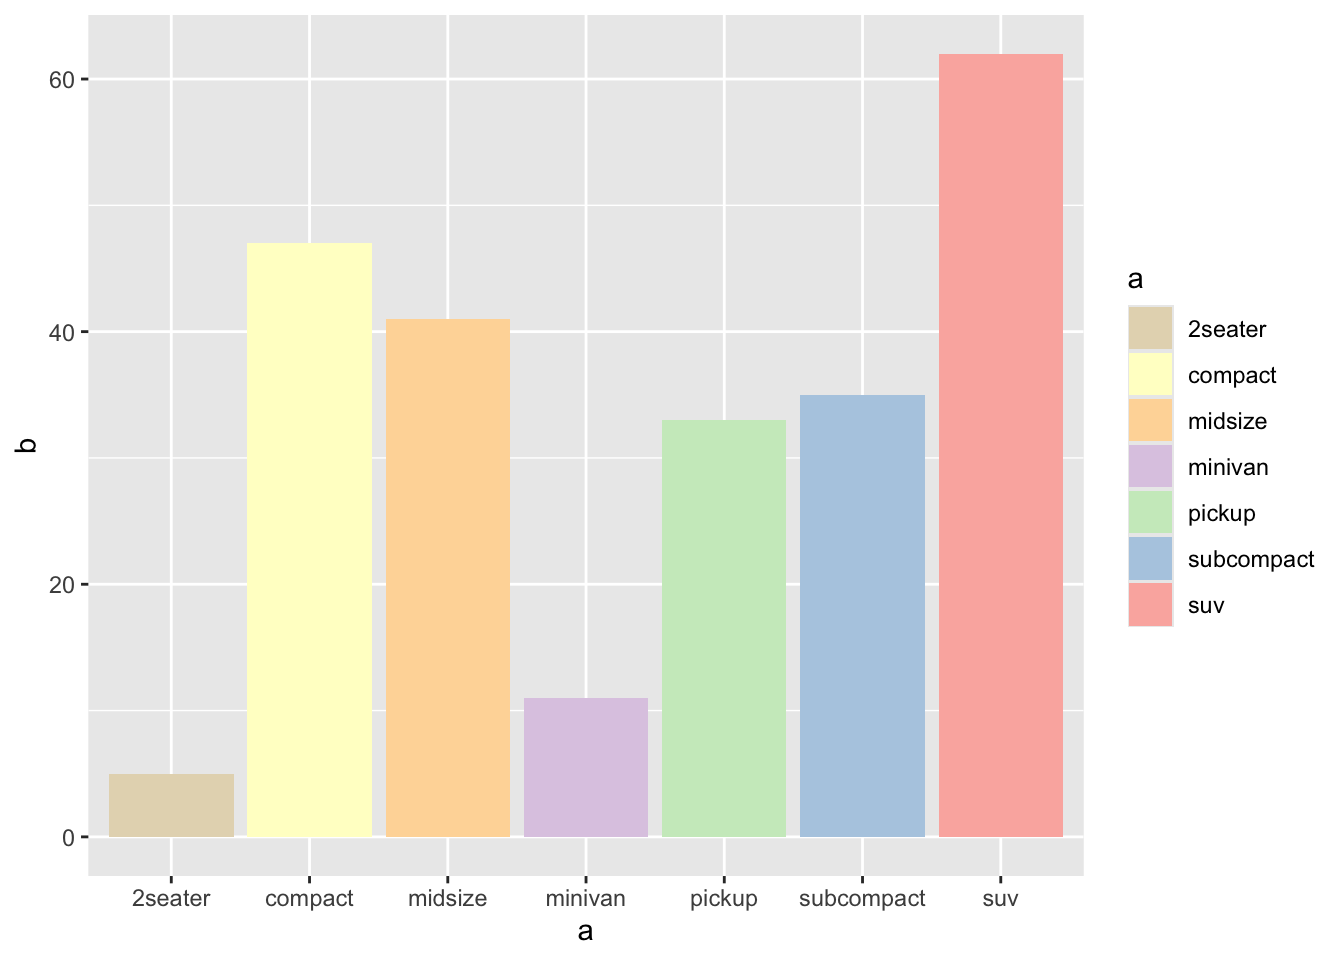 60
40
20
0
b
2seater compact midsize minivan pickup subcompact suv
a
a
2seater
compact
midsize
minivan
pickup
subcompact
suv